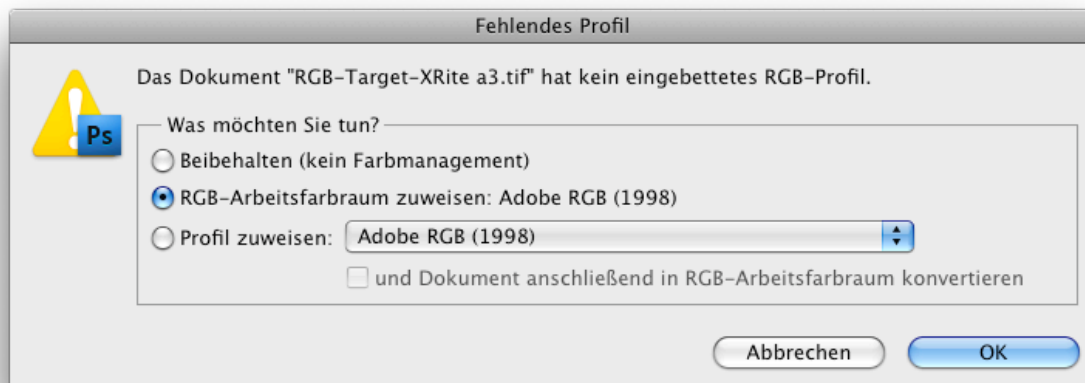 Fehlendes Profil
Das Dokument "RGB-Target-XRite a3.tif" hat kein eingebettetes RGB-Profil.
Ps
Was möchten Sie tun?
Beibehalten (kein Farbmanagement)
RGB-Arbeitsfarbraum zuweisen: Adobe RGB (1998)
Profil zuweisen: Adobe RGB (1998)
und Dokument anschließend in RGB-Arbeitsfarbraum konvertieren
Abbrechen OK